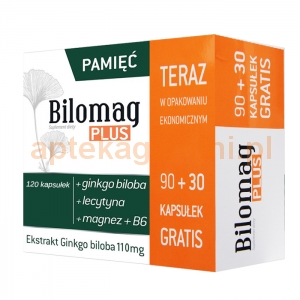 PAMIĘĆ
Bilomag
Suplement diety
PLUS
120 kapsułek
+ginkgo biloba
+lecytyna
+magnez + B6
Ekstrakt Ginkgo biloba 110mg
TERAZ
W OPAKOWANIU
EKONOMICZNYM
90 + 30
KAPSUŁEK
GRATIS
90 + 30
KAPSUŁEK
GRATIS
Bilomag
PLUS